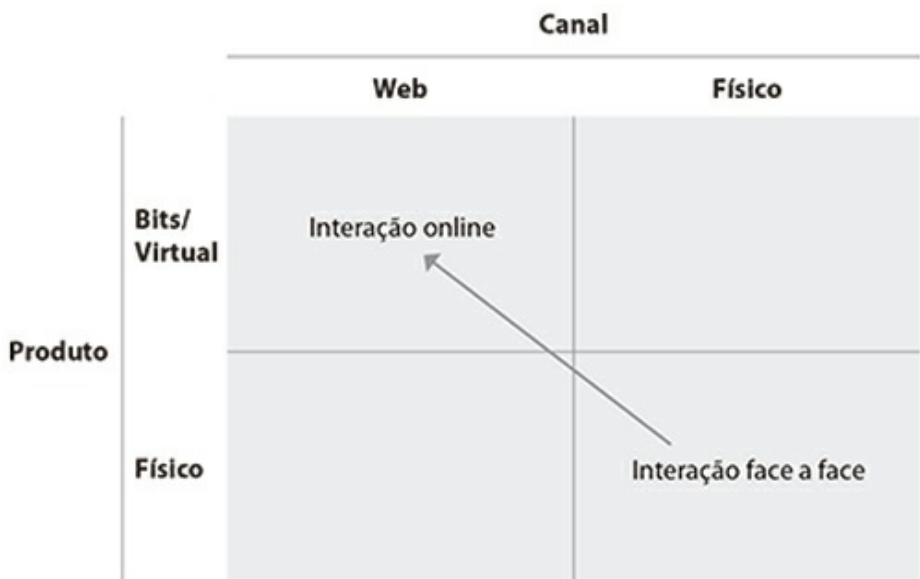 Canal
Web Físico
Bits/
Virtual
Interação online
Produto
Físico
Interação face a face